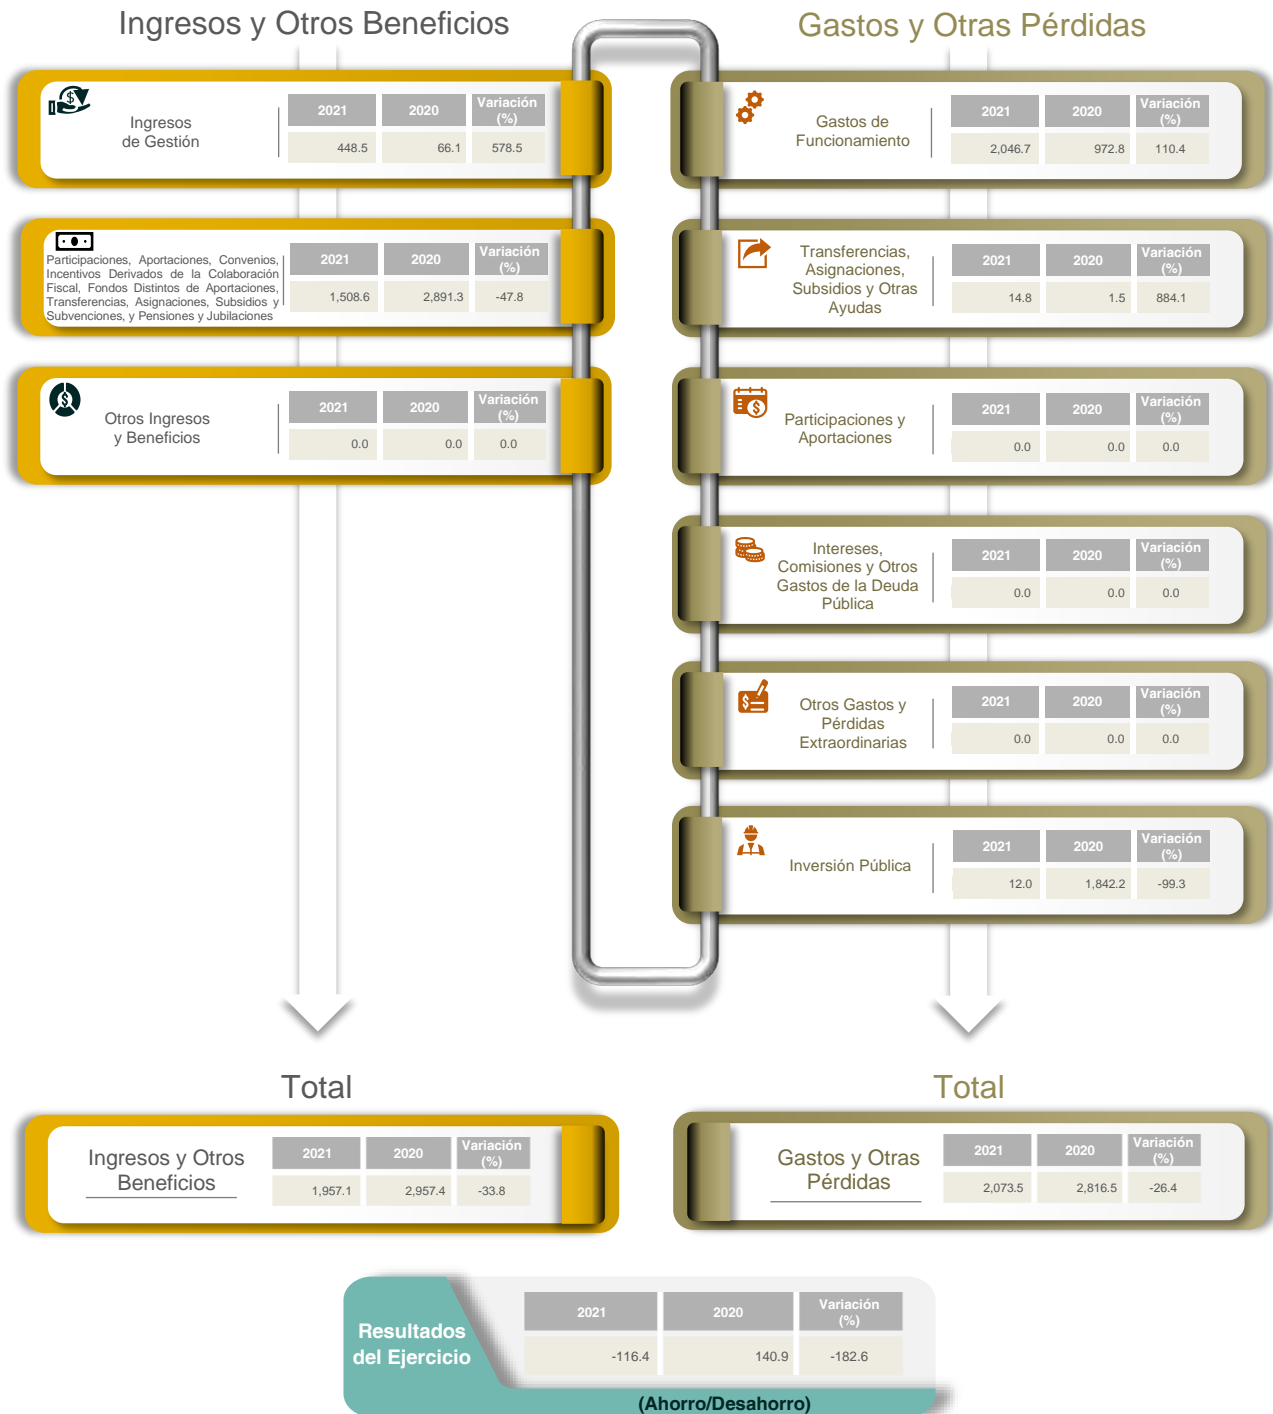 Ingresos y Otros Beneficios
Ingresos
de Gestión
2021 2020 Variación
(%)
448.5 66.1 578.5
Participaciones, Aportaciones, Convenios,
Incentivos Derivados de la Colaboración
Fiscal, Fondos Distintos de Aportaciones,
Transferencias, Asignaciones, Subsidios y
Subvenciones, y Pensiones y Jubilaciones
2021 2020 Variación
(%)
1,508.6 2,891.3 -47.8
Otros Ingresos
y Beneficios
2021 2020 Variación
(%)
0.0 0.0 0.0
Gastos y Otras Pérdidas
Gastos de
Funcionamiento
2021 2020 Variación
(%)
2,046.7 972.8 110.4
Transferencias,
Asignaciones,
Subsidios y Otras
Ayudas
2021 2020 Variación
(%)
14.8 1.5 884.1
Participaciones y
Aportaciones
2021 2020 Variación
(%)
0.0 0.0 0.0
Intereses,
Comisiones y Otros
Gastos de la Deuda
Pública
2021 2020 Variación
(%)
0.0 0.0 0.0
Otros Gastos y
Pérdidas
Extraordinarias
2021 2020 Variación
(%)
0.0 0.0 0.0
Inversión Pública
2021 2020 Variación
(%)
12.0 1,842.2 -99.3
Total
Ingresos y Otros
Beneficios
2021 2020 Variación
(%)
1,957.1 2,957.4 -33.8
Total
Gastos y Otras
Pérdidas
2021 2020 Variación
(%)
2,073.5 2,816.5 -26.4
Resultados
del Ejercicio
2021 2020 Variación
(%)
-116.4 140.9 -182.6
(Ahorro/Desahorro)